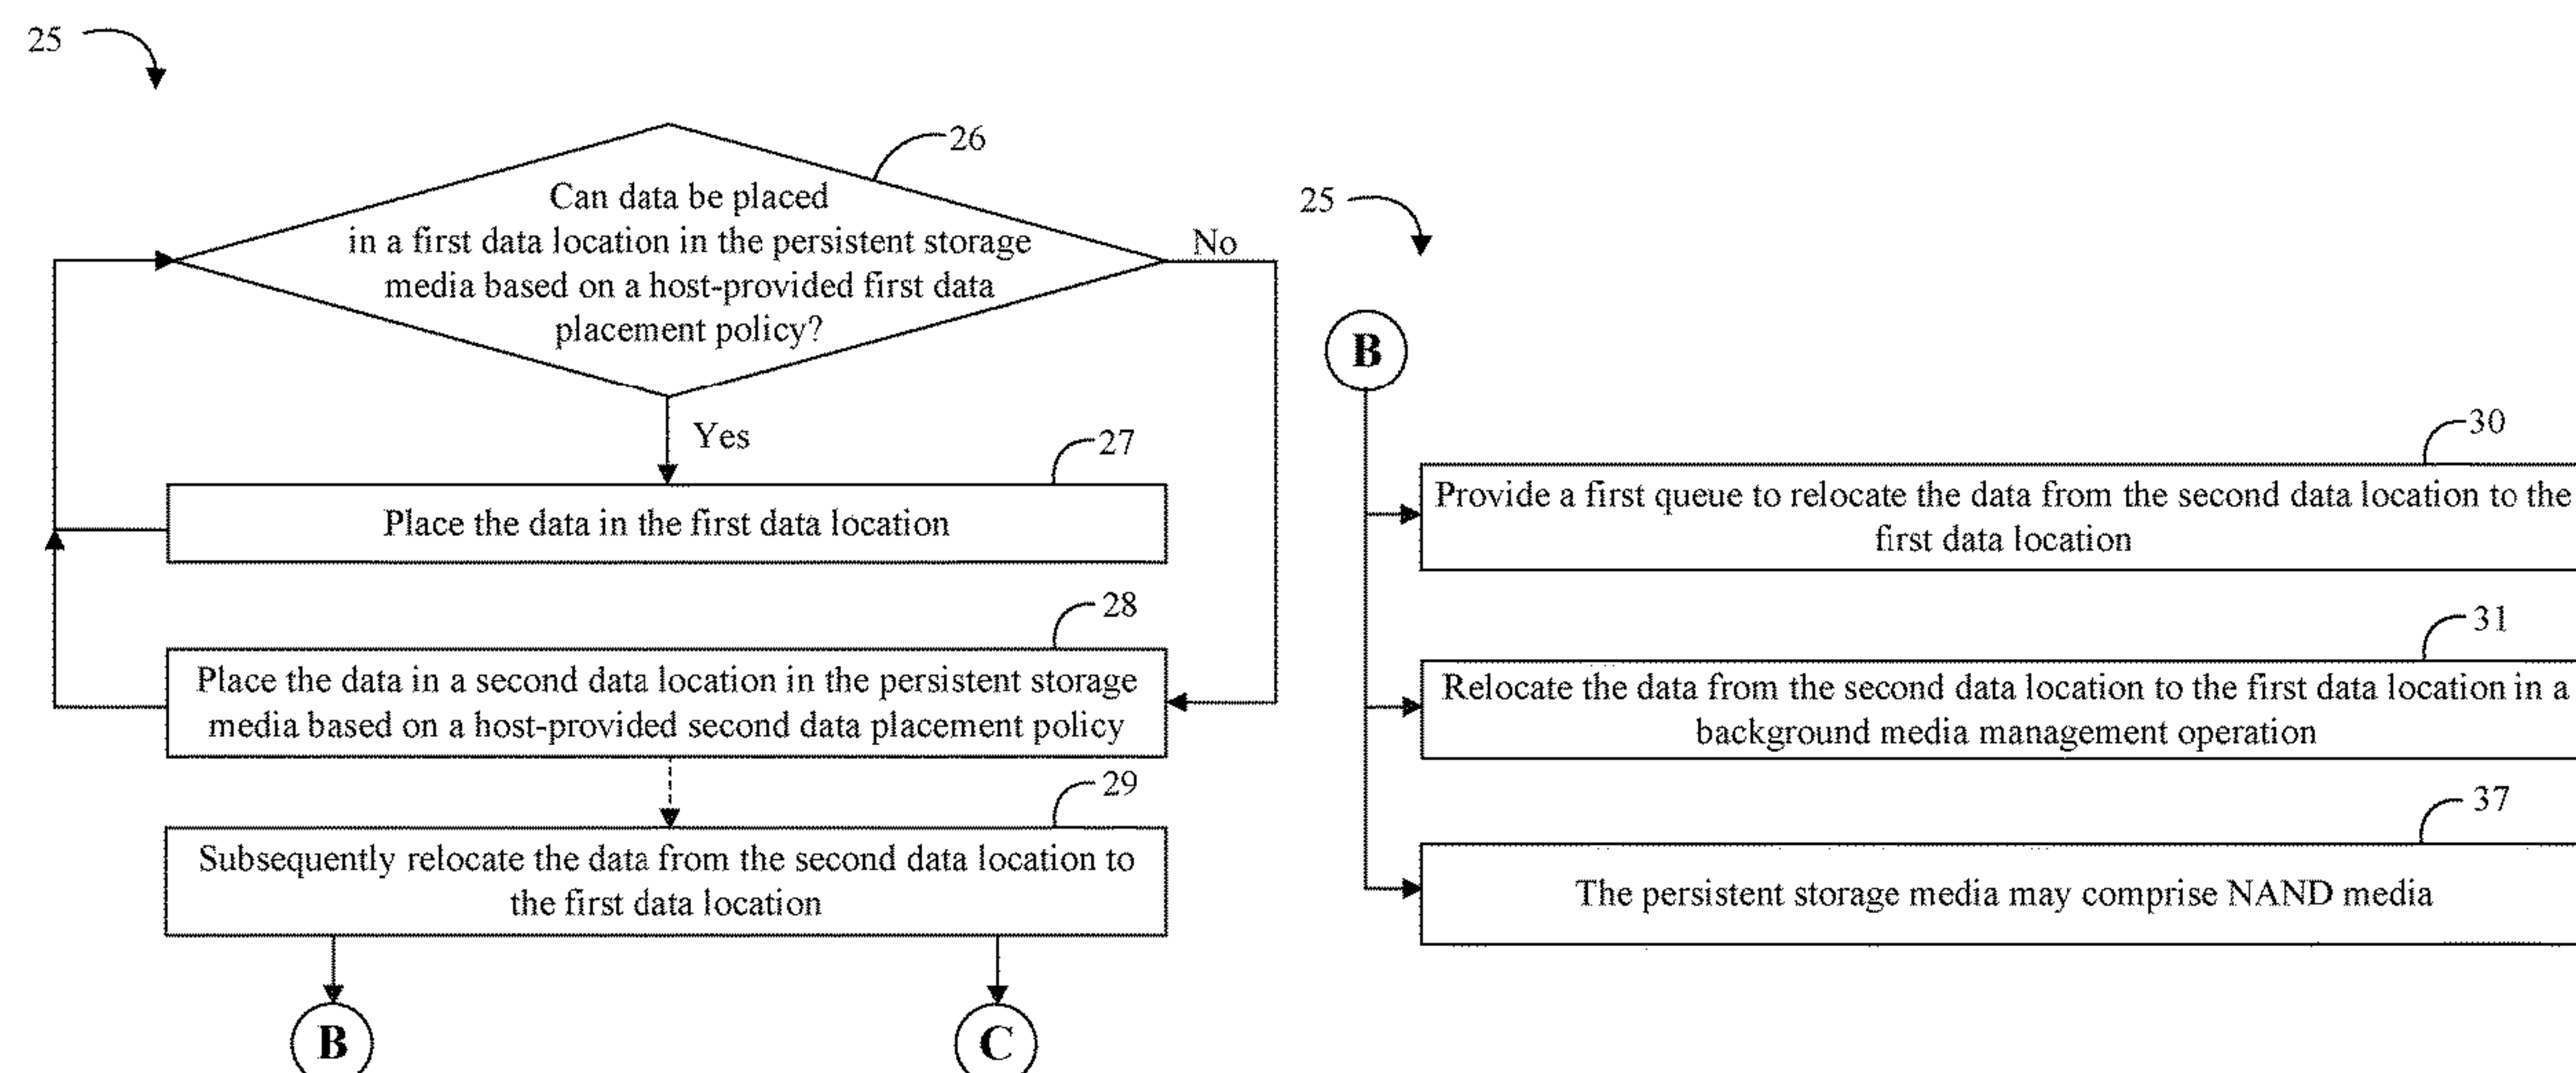 25
26
Can data be placed
in a first data location in the persistent storage
media based on a host-provided first data
placement policy?
No
Yes
27
Place the data in the first data location
28
Place the data in a second data location in the persistent storage
media based on a host-provided second data placement policy
29
Subsequently relocate the data from the second data location to
the first data location
B
C
25
B
30
Provide a first queue to relocate the data from the second data location to the
first data location
31
Relocate the data from the second data location to the first data location in a
background media management operation
37
The persistent storage media may comprise NAND media